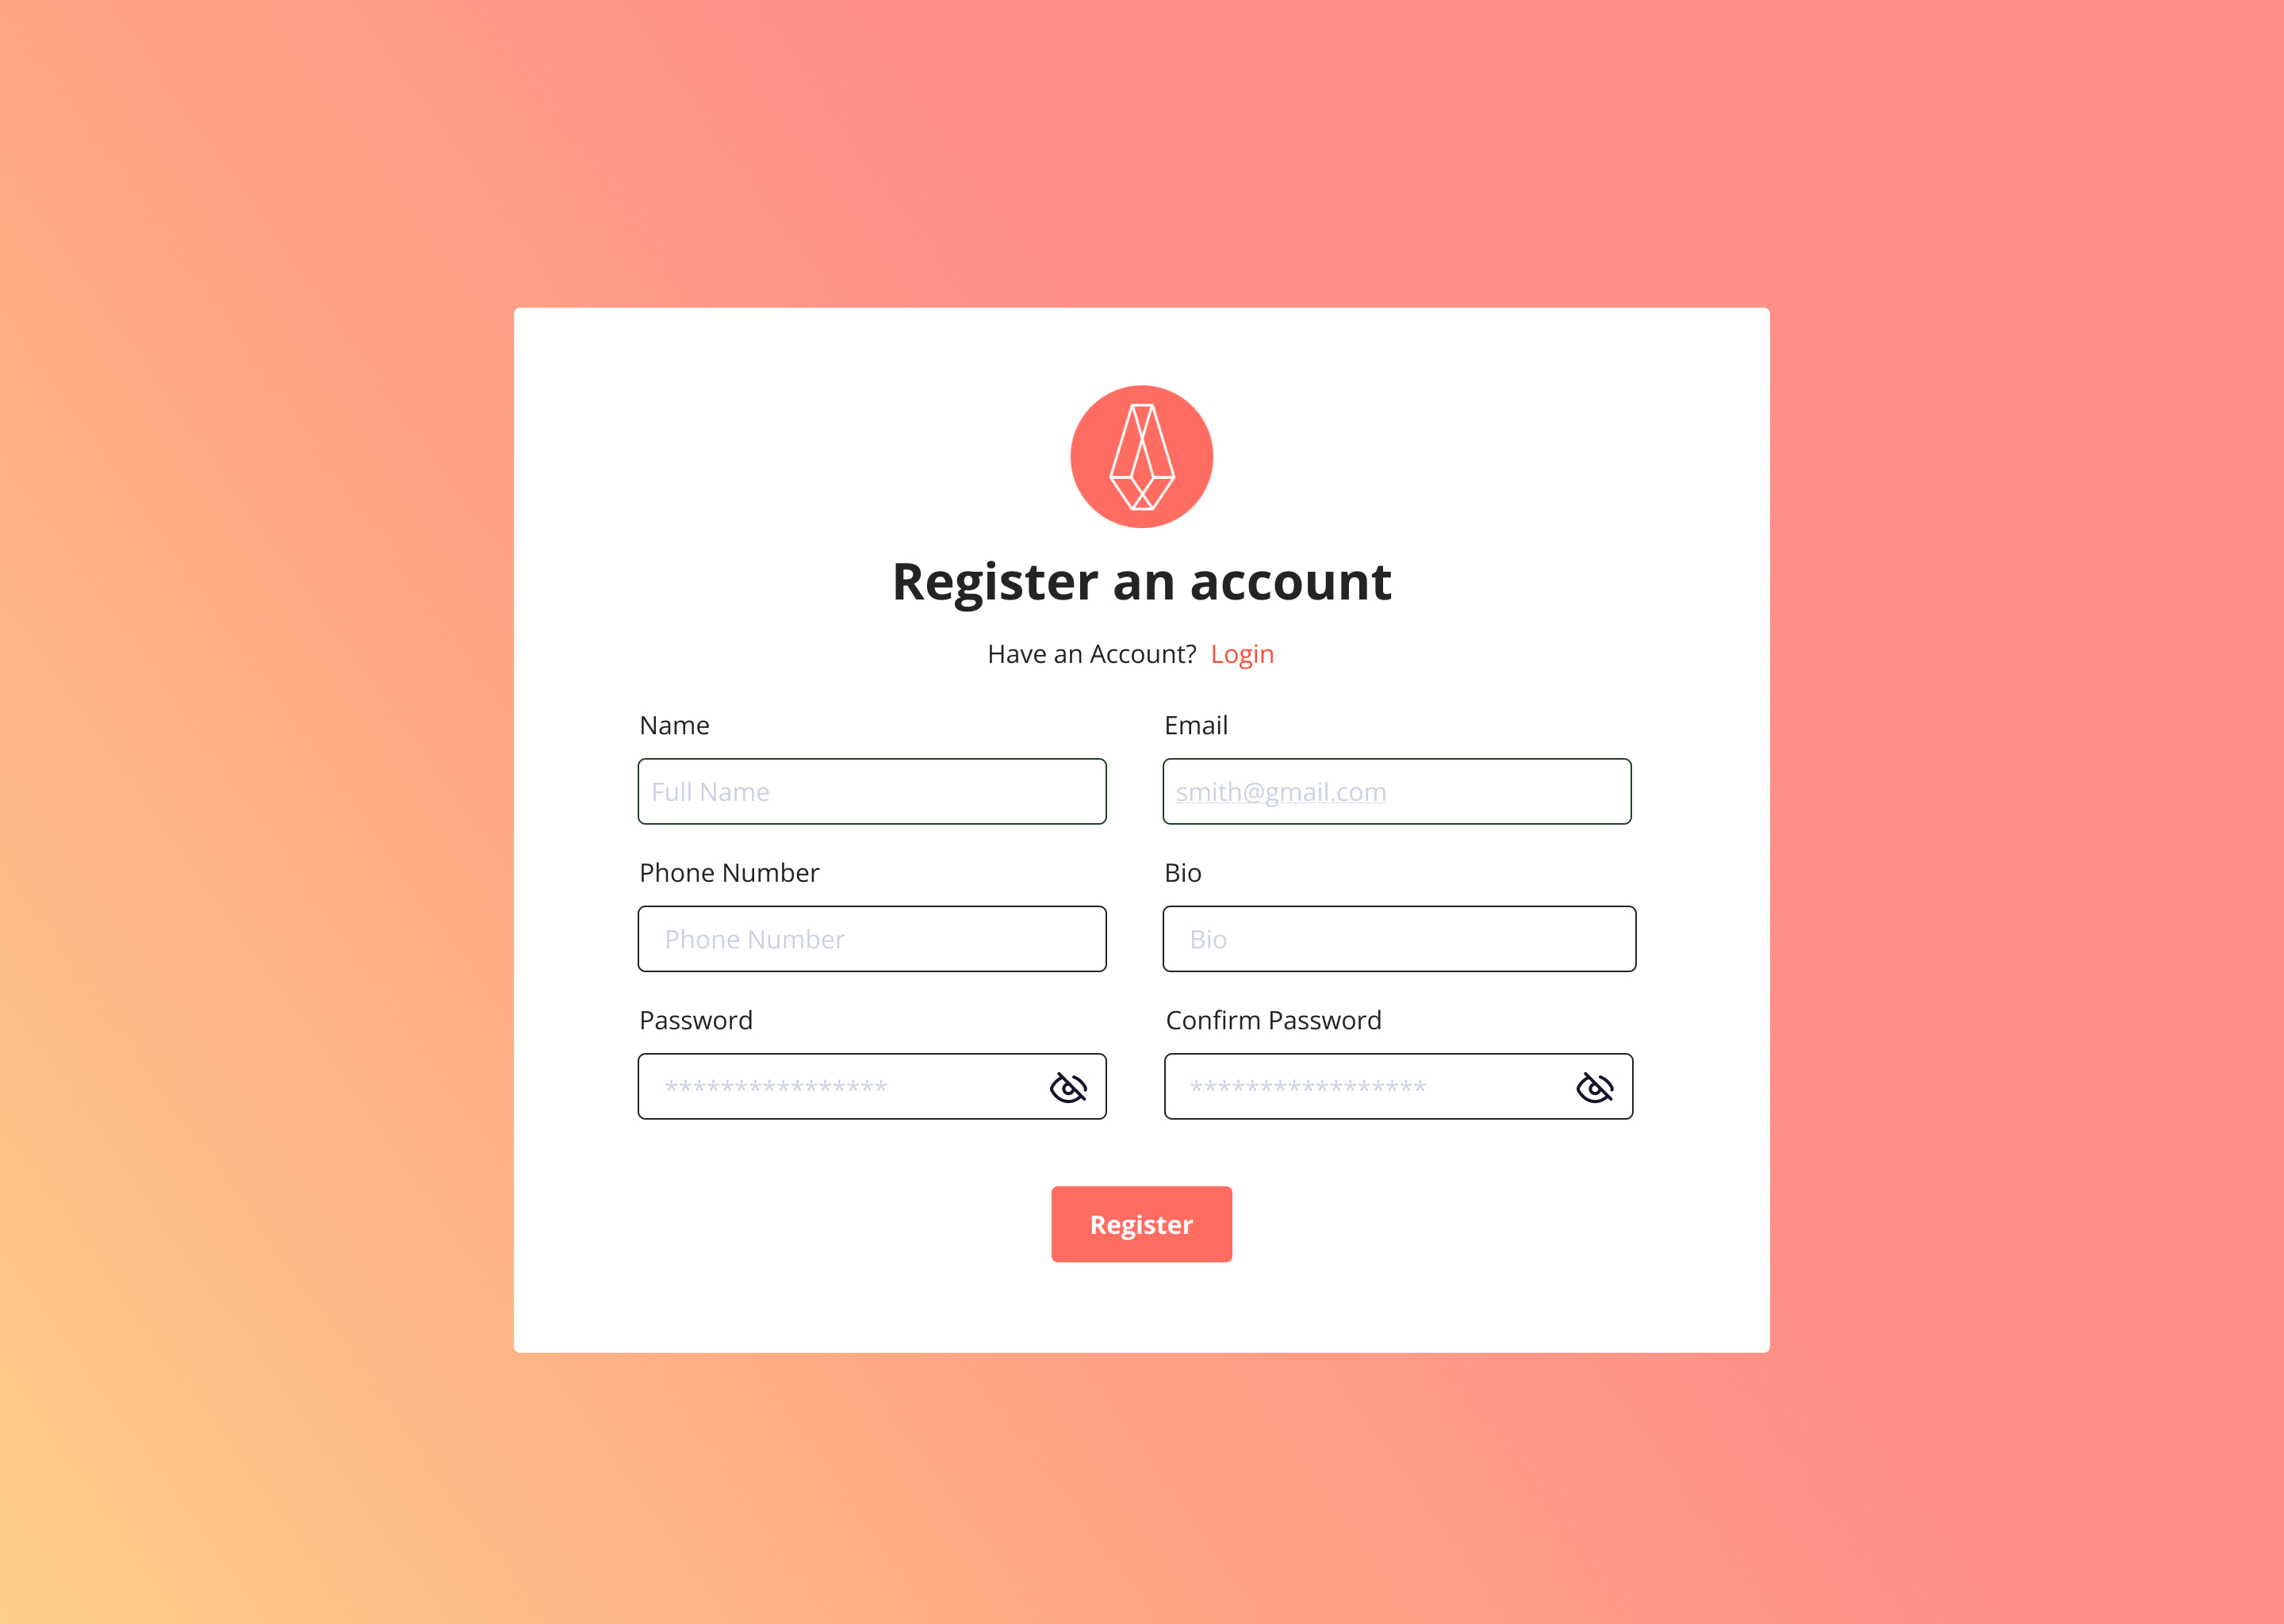 Register an account
Have an Account? Login
Name
Email
Full Name
smith@gmail.com
Phone Number
Bio
Phone Number
Bio
Password
Confirm Password
****************
*****************
Register